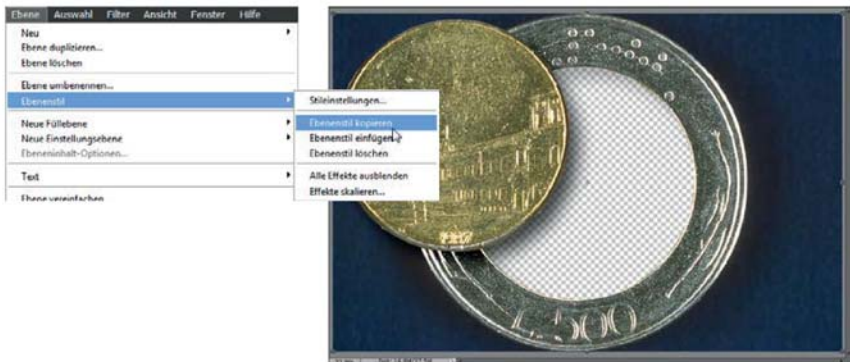 Ebene Auswahl Filter Ansicht Fenster Hilfe
Neu
Ebene duplizieren...
Ebene löschen
Ebene umbenennen...
Ebenenstil
Neue Füllebene
Neue Einstellungsebene
Ebeneninhalt-Optionen...
Text
Ebene vereinfachen
Stileinstellungen...
Ebenenstil kopieren
Ebenenstil einfügen
Ebenenstil löschen
Alle Effekte ausblenden
Effekte skalieren...
L.500